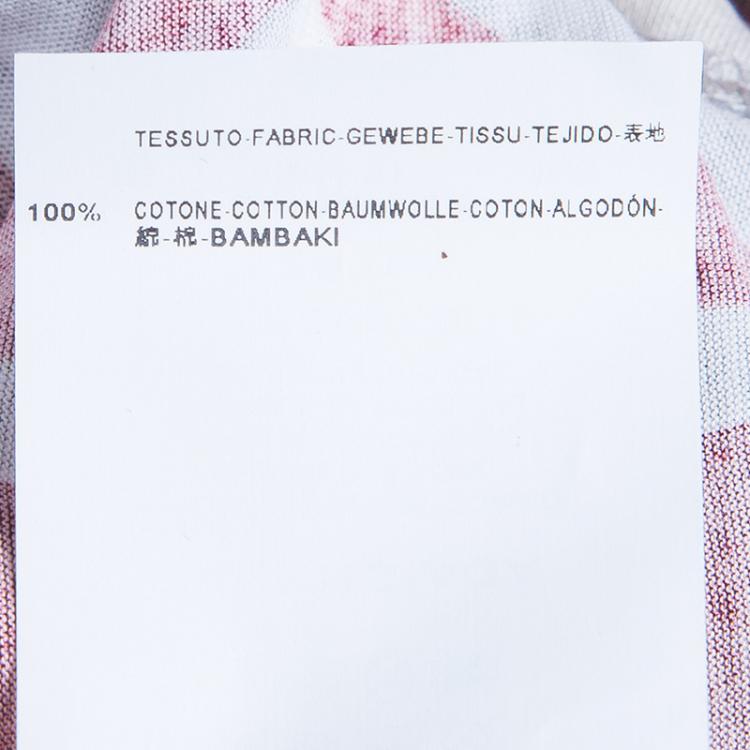 TESSUTO-FABRIC-GEWEBE-TISSU-TEJIDO-表地
100% COTONE-COTTON-BAUMWOLLE-COTON-ALGODÓN-
綿-棉-BAMBAKI